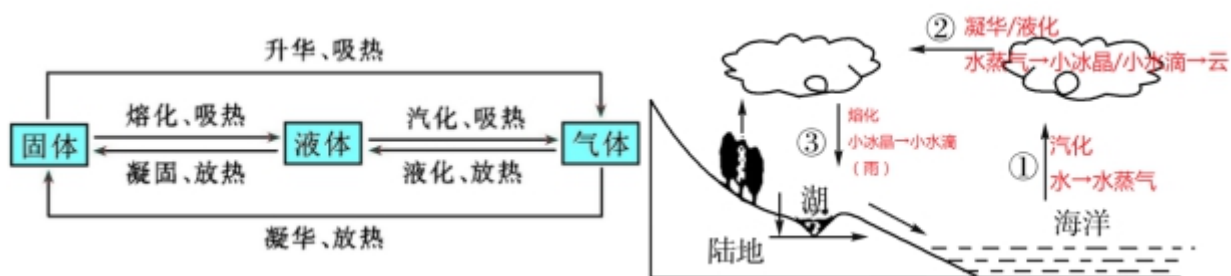 升华、吸热
熔化、吸热
汽化、吸热
固体
液体
气体
凝固、放热
液化、放热
凝华、放热
② 凝华/液化
水蒸气→小冰晶/小水滴→云
③
熔化
小冰晶→小水滴
（雨）
①
汽化
水→水蒸气
湖
陆地
海洋